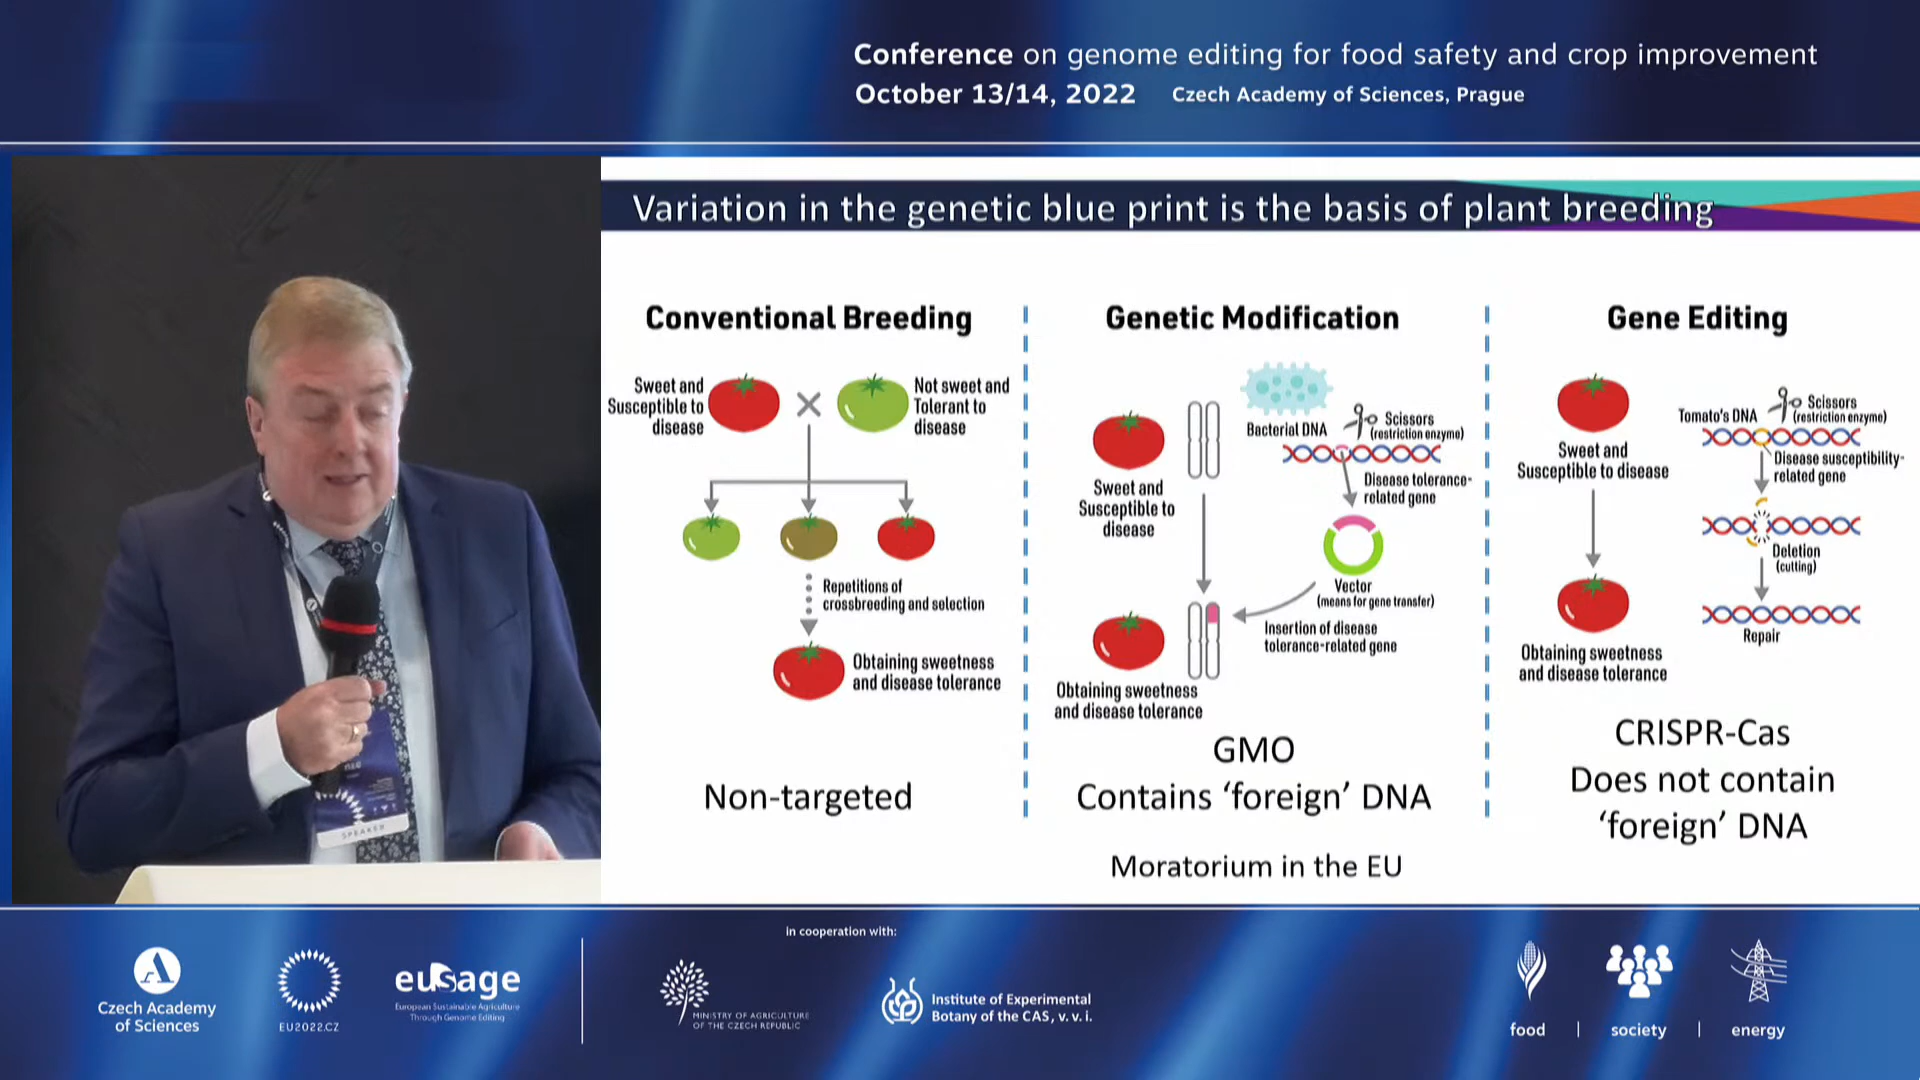 Conference on genome editing for food safety and crop improvement
October 13/14, 2022 Czech Academy of Sciences, Prague
Variation in the genetic blue print is the basis of plant breeding
Conventional Breeding
Sweet and
Susceptible to
disease
Not sweet and
Tolerant to
disease
Repetitions of
crossbreeding and selection
Obtaining sweetness
and disease tolerance
Non-targeted
Genetic Modification
Bacterial DNA
Scissors
(restriction enzyme)
Sweet and
Susceptible to
disease
Disease tolerance-
related gene
Vector
(means for gene transfer)
Insertion of disease
tolerance-related gene
Obtaining sweetness
and disease tolerance
GMO
Contains ‘foreign’ DNA
Moratorium in the EU
Gene Editing
Sweet and
Susceptible to disease
Tomato's DNA
Scissors
(restriction enzyme)
Disease susceptibility-
related gene
Deletion
(cutting)
Repair
Obtaining sweetness
and disease tolerance
CRISPR-Cas
Does not contain
‘foreign’ DNA
SPEAKER
Czech Academy
of Sciences
EU2022.CZ
eusage
European Sustainable Agriculture
Through Genome Editing
in cooperation with:
MINISTRY OF AGRICULTURE
OF THE CZECH REPUBLIC
Institute of Experimental
Botany of the CAS, v. v. i.
food | society | energy